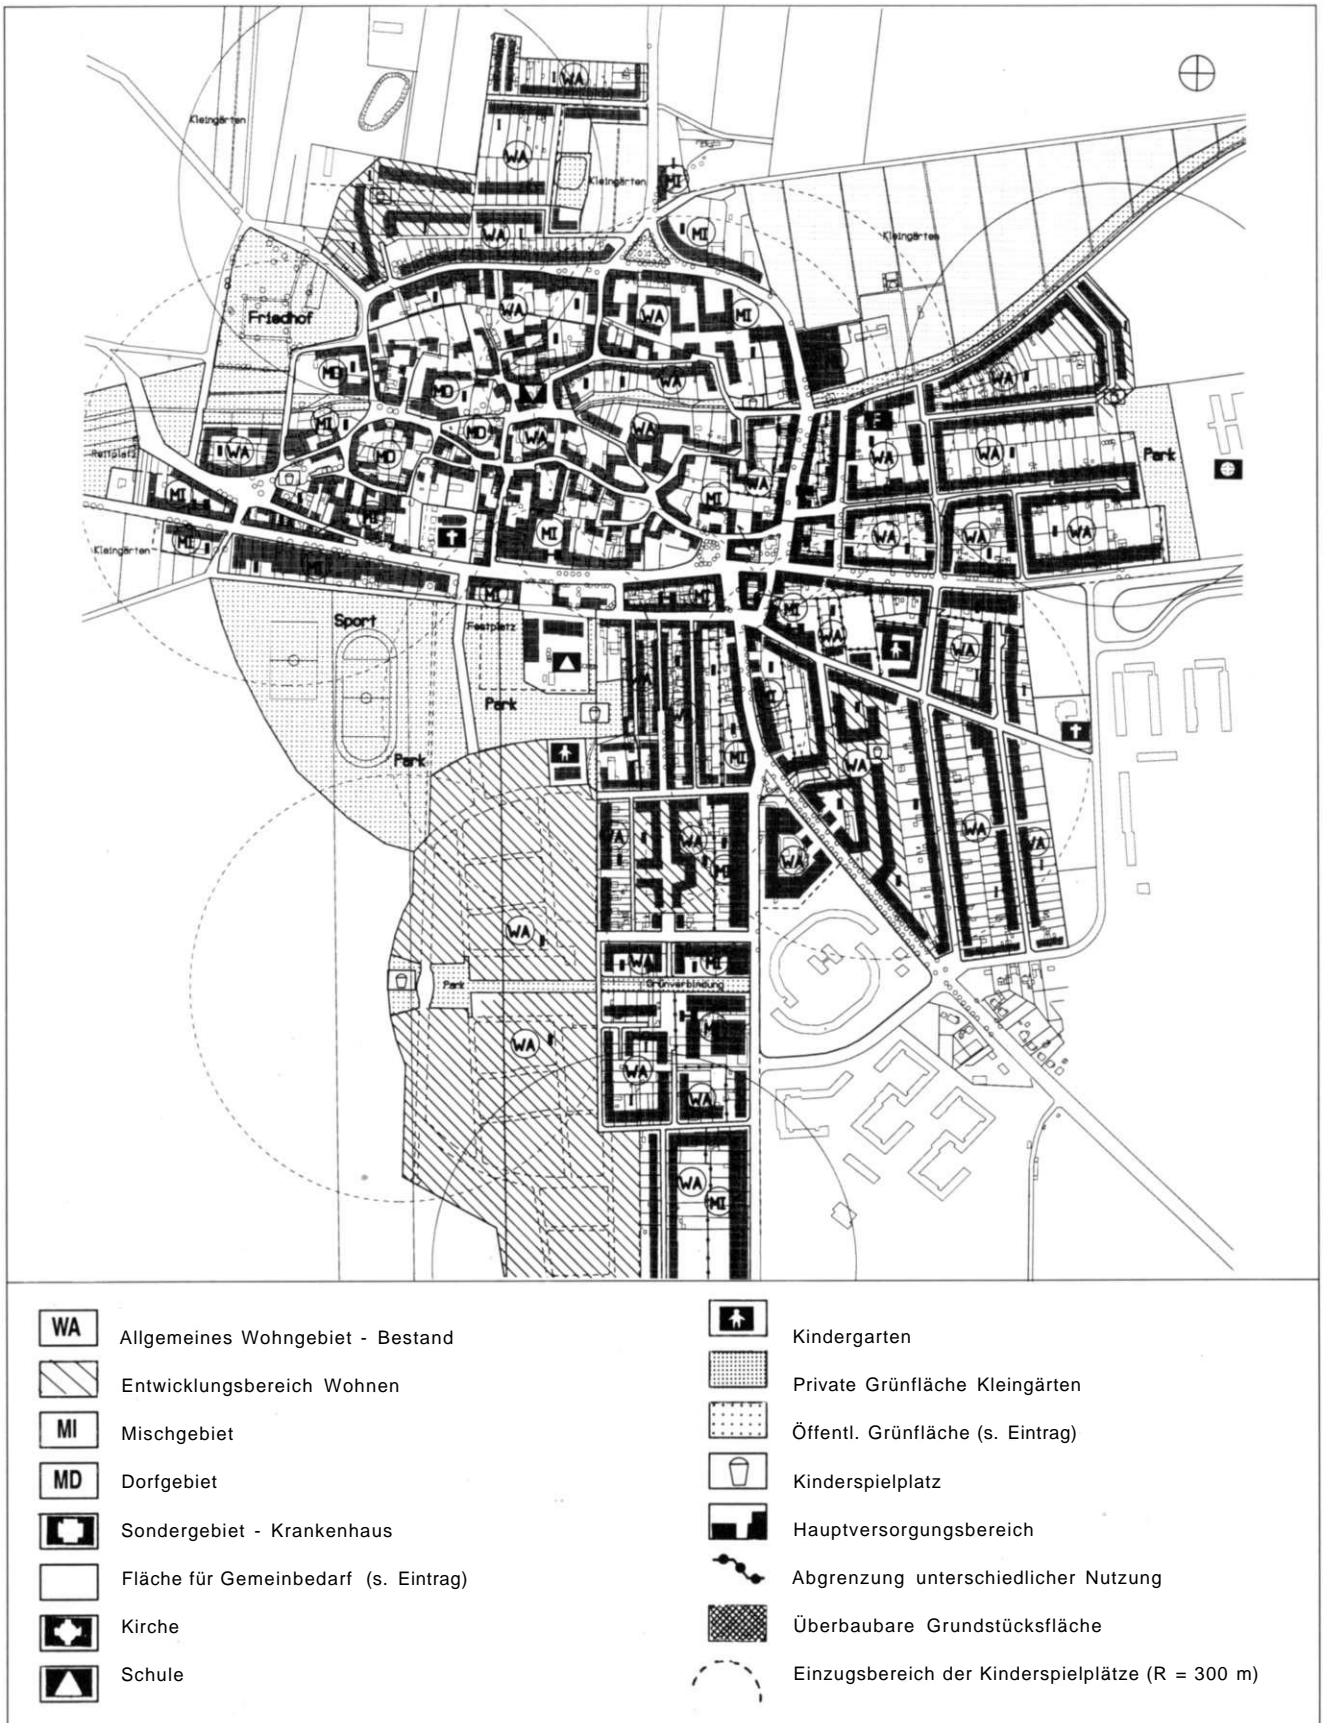 WA
Kleingärten
I
WA
Kleingärten
MI
I
WA
I
MI
Kleingärten
Friedhof
WA
WA
MI
MD
MD
WA
WA
MI
MD
WA
WA
WA
WA
WA
Park
MD
WA
Reitplatz
MI
MI
MI
MI
WA
WA
WA
WA
MI
Kleingärten
MI
MI
MI
MI
Sport
Festplatz
WA
WA
WA
Park
WA
MI
Park
MI
WA
WA
WA
WA
MI
WA
WA
WA
WA
WA
MI
Park
Grünverbindung
WA
MI
WA
WA
WA
MI
WA Allgemeines Wohngebiet - Bestand
Entwicklungsbereich Wohnen
MI Mischgebiet
MD Dorfgebiet
Sondergebiet - Krankenhaus
Fläche für Gemeinbedarf (s. Eintrag)
Kirche
Schule
Kindergarten
Private Grünfläche Kleingärten
Öffentl. Grünfläche (s. Eintrag)
Kinderspielplatz
Hauptversorgungsbereich
Abgrenzung unterschiedlicher Nutzung
Überbaubare Grundstücksfläche
Einzugsbereich der Kinderspielplätze (R = 300 m)